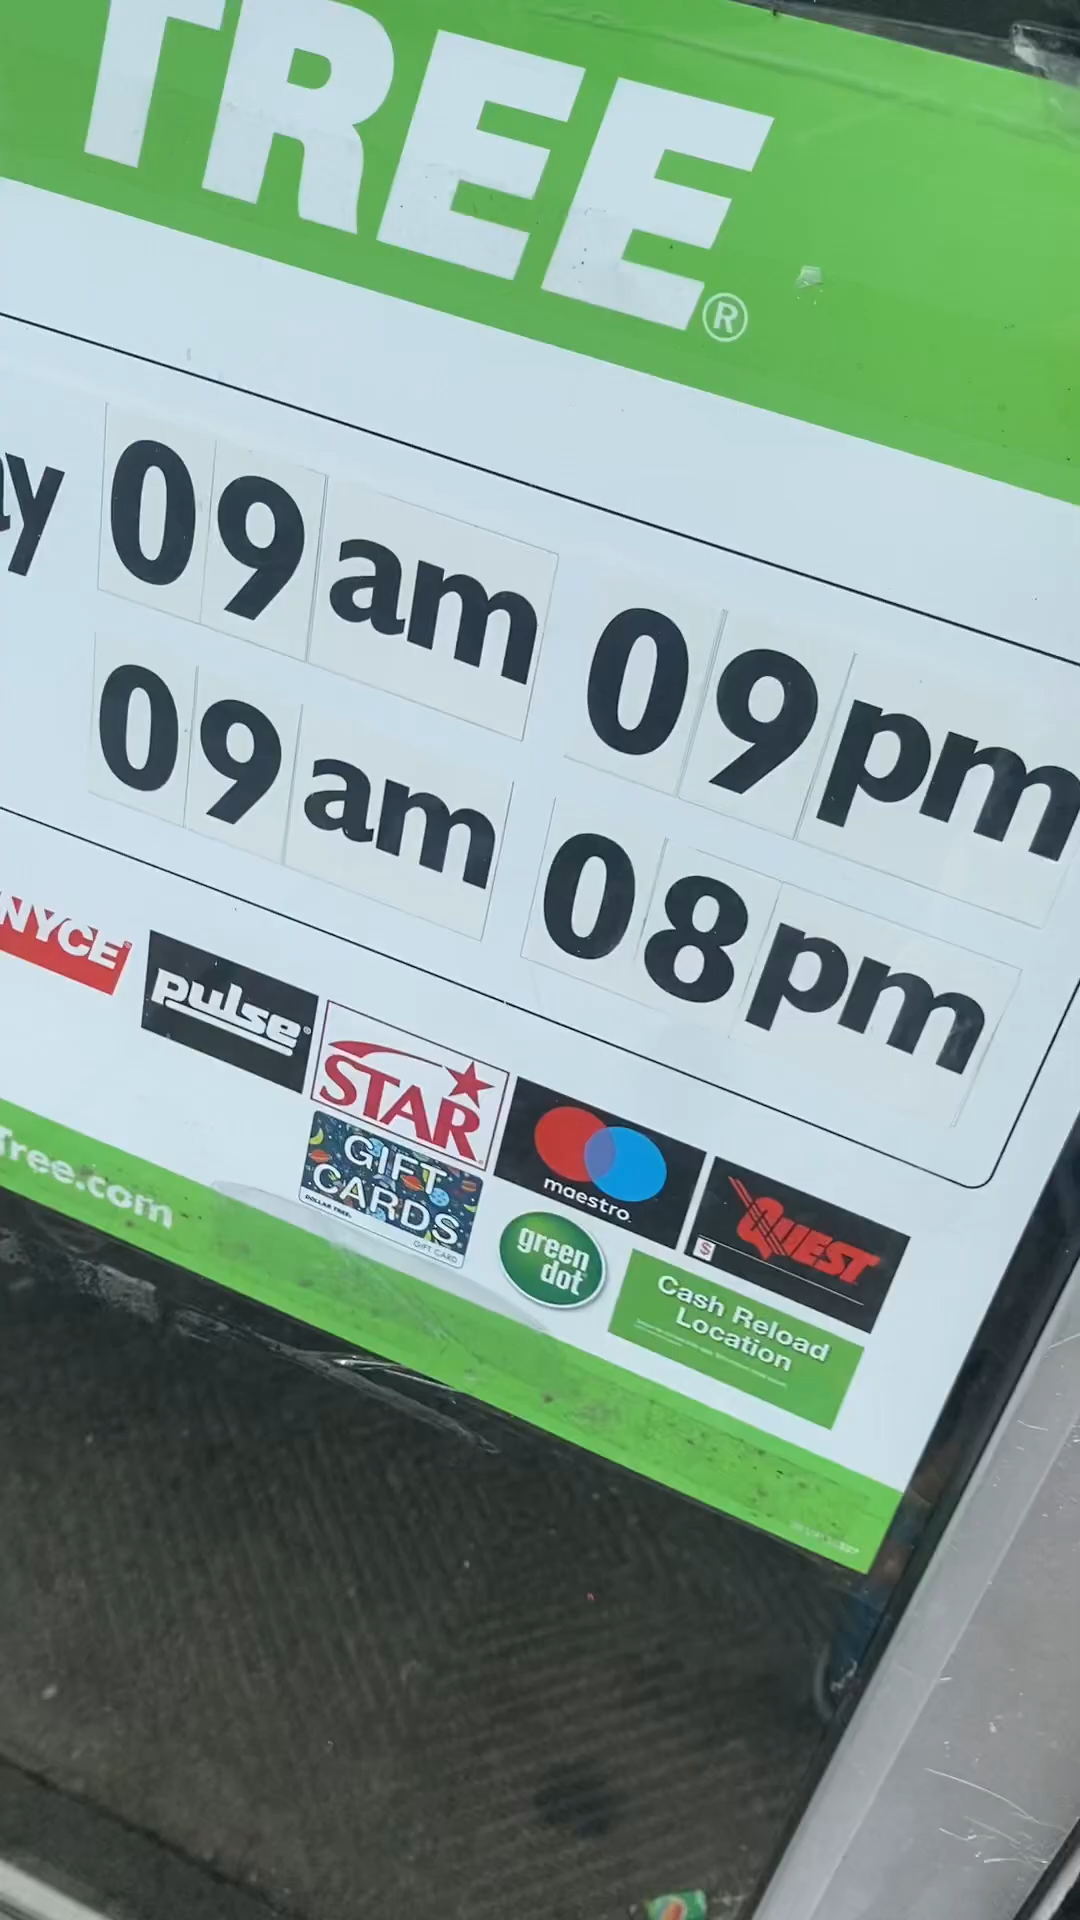 TREE®
ay 09am 09pm
09am 08pm
NYCE
pulse®
STAR
maestro
QUEST
$
GIFT CARDS
DOLLAR TREE
GIFT CARD
green dot
Cash Reload
Location
Tree.com